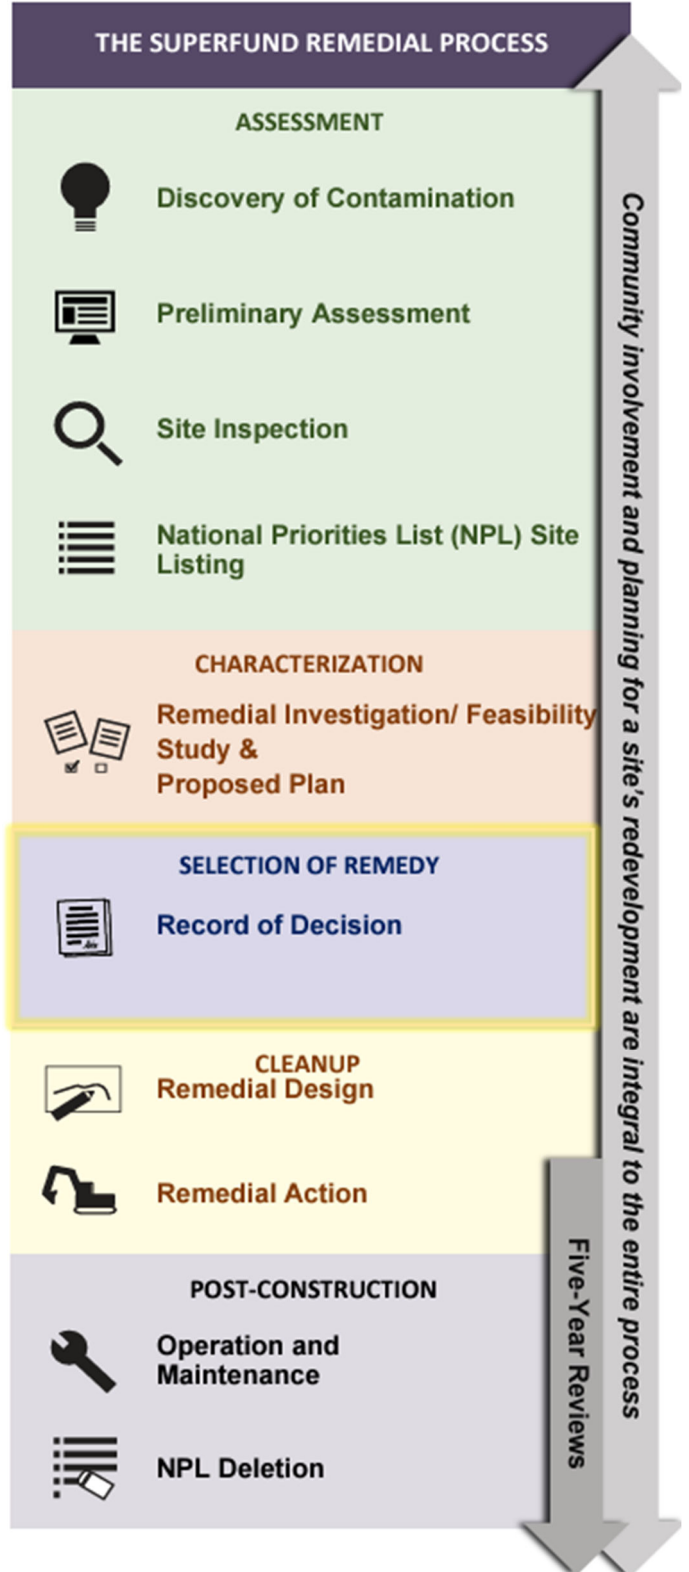 THE SUPERFUND REMEDIAL PROCESS
ASSESSMENT
Discovery of Contamination
Preliminary Assessment
Site Inspection
National Priorities List (NPL) Site
Listing
CHARACTERIZATION
Remedial Investigation/ Feasibility
Study &
Proposed Plan
SELECTION OF REMEDY
Record of Decision
CLEANUP
Remedial Design
Remedial Action
POST-CONSTRUCTION
Operation and
Maintenance
NPL Deletion
Five-Year Reviews
Community involvement and planning for a site's redevelopment are integral to the entire process